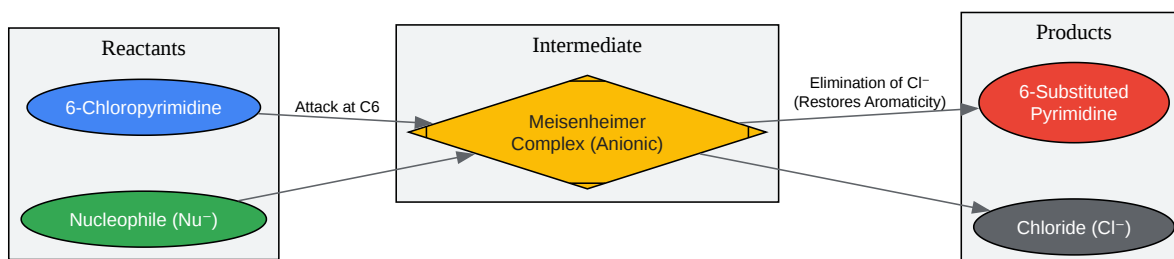 Reactants
6-Chloropyrimidine
Nucleophile (Nu⁻)
Attack at C6
Intermediate
Meisenheimer
Complex (Anionic)
Elimination of Cl⁻
(Restores Aromaticity)
Products
6-Substituted
Pyrimidine
Chloride (Cl⁻)